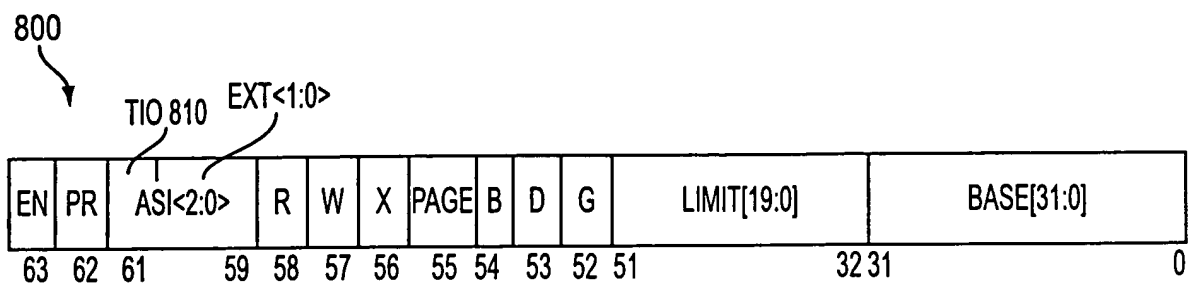 800
TIO 810 EXT<1:0>
EN PR ASI<2:0> R W X PAGE B D G LIMIT[19:0] BASE[31:0]
63 62 61 59 58 57 56 55 54 53 52 51 32 31 0